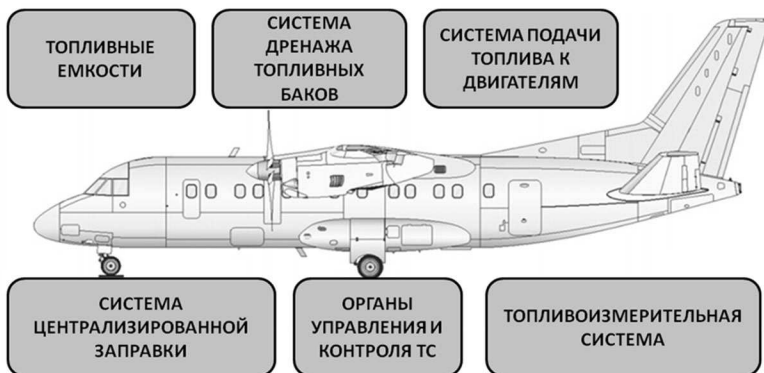 ТОПЛИВНЫЕ
ЕМКОСТИ
СИСТЕМА
ДРЕНАЖА
ТОПЛИВНЫХ
БАКОВ
СИСТЕМА ПОДАЧИ
ТОПЛИВА К
ДВИГАТЕЛЯМ
СИСТЕМА
ЦЕНТРАЛИЗИРОВАННОЙ
ЗАПРАВКИ
ОРГАНЫ
УПРАВЛЕНИЯ И
КОНТРОЛЯ ТС
ТОПЛИВОИЗМЕРИТЕЛЬНАЯ
СИСТЕМА